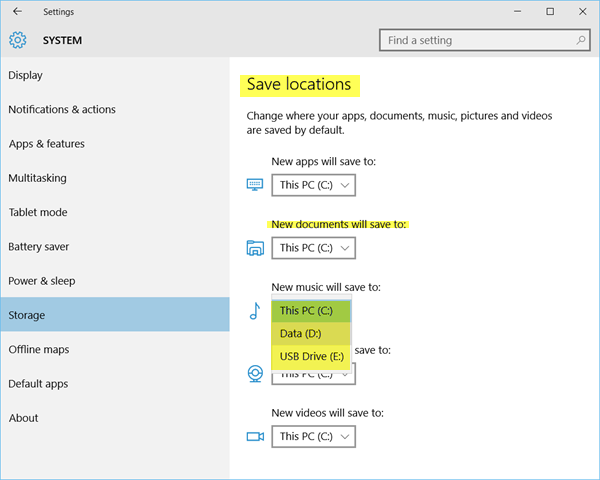 Settings
SYSTEM
Find a setting
Display
Notifications & actions
Apps & features
Multitasking
Tablet mode
Battery saver
Power & sleep
Storage
Offline maps
Default apps
About
Save locations
Change where your apps, documents, music, pictures and videos
are saved by default.
New apps will save to:
This PC (C:)
New documents will save to:
This PC (C:)
New music will save to:
This PC (C:)
Data (D:)
USB Drive (E:)
save to:
This PC (C:)
New videos will save to:
This PC (C:)